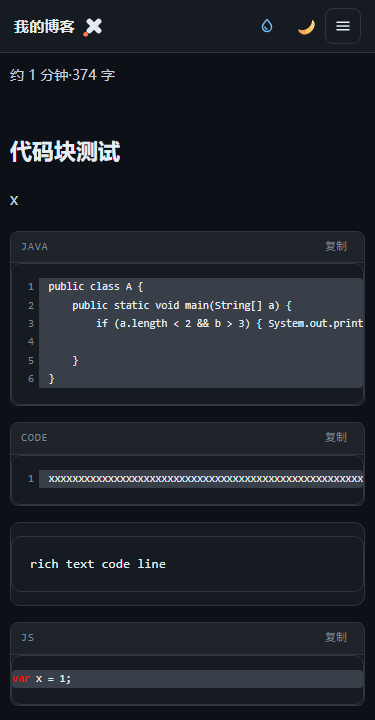 我的博客
约 1 分钟·374 字
代码块测试
x
JAVA 复制
1 public class A {
2 public static void main(String[] a) {
3 if (a.length < 2 && b > 3) { System.out.print
4
5 }
6 }
CODE 复制
1 xxxxxxxxxxxxxxxxxxxxxxxxxxxxxxxxxxxxxxxxxxxxxxxxxxxxx
rich text code line
JS 复制
var x = 1;